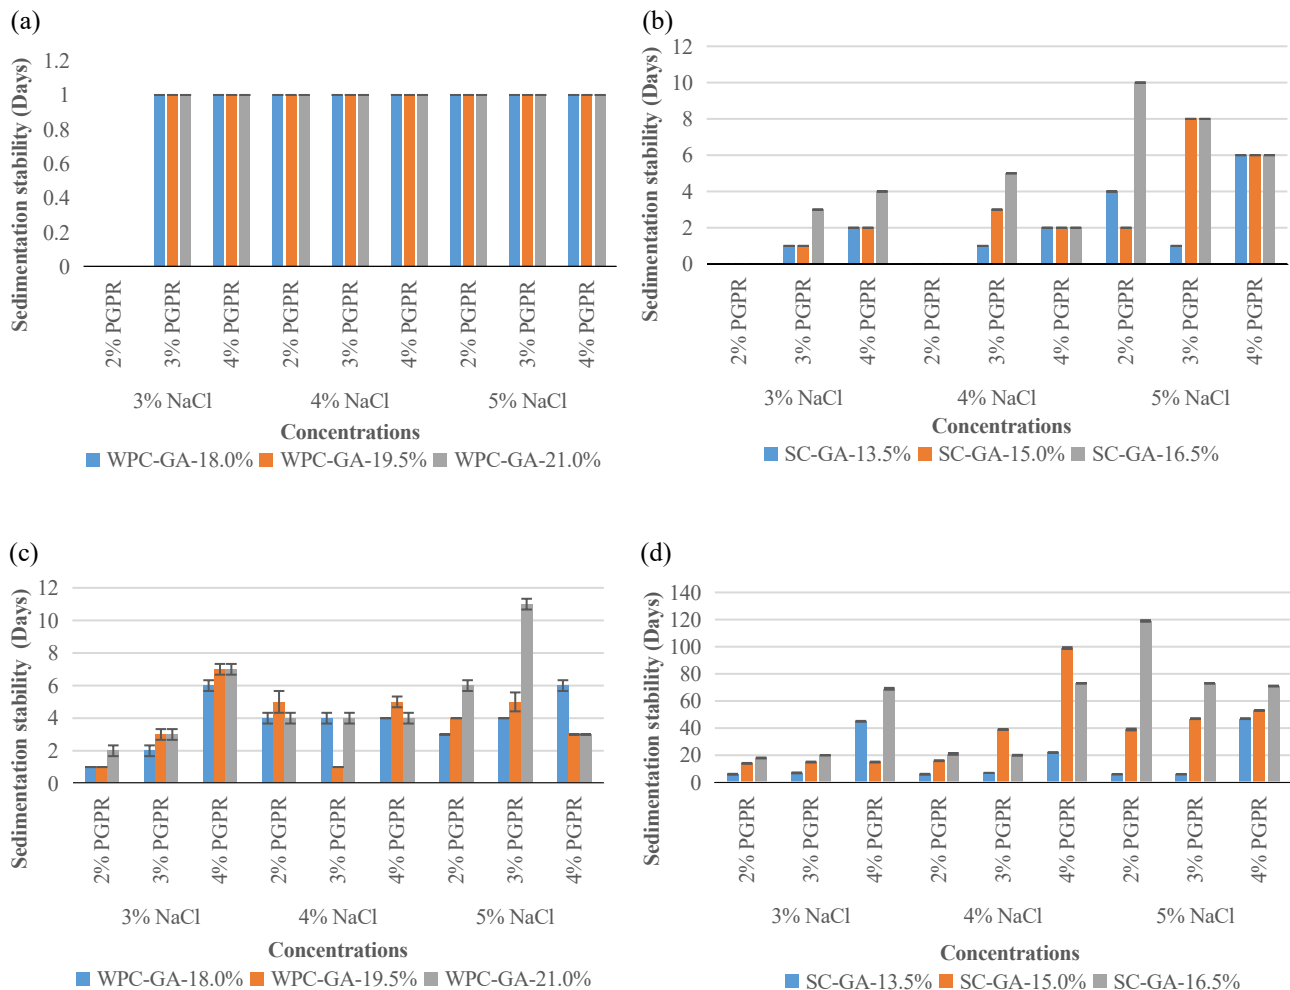 (a)
Sedimentation stability (Days)
1.2
1
0.8
0.6
0.4
0.2
0
2% PGPR
3% PGPR
4% PGPR
2% PGPR
3% PGPR
4% PGPR
2% PGPR
3% PGPR
4% PGPR
3% NaCl
4% NaCl
5% NaCl
Concentrations
WPC-GA-18.0% WPC-GA-19.5% WPC-GA-21.0%
(b)
Sedimentation stability (Days)
12
10
8
6
4
2
0
2% PGPR
3% PGPR
4% PGPR
2% PGPR
3% PGPR
4% PGPR
2% PGPR
3% PGPR
4% PGPR
3% NaCl
4% NaCl
5% NaCl
Concentrations
SC-GA-13.5% SC-GA-15.0% SC-GA-16.5%
(c)
Sedimentation stability (Days)
12
10
8
6
4
2
0
2% PGPR
3% PGPR
4% PGPR
2% PGPR
3% PGPR
4% PGPR
2% PGPR
3% PGPR
4% PGPR
3% NaCl
4% NaCl
5% NaCl
Concentrations
WPC-GA-18.0% WPC-GA-19.5% WPC-GA-21.0%
(d)
Sedimentation stability (Days)
140
120
100
80
60
40
20
0
2% PGPR
3% PGPR
4% PGPR
2% PGPR
3% PGPR
4% PGPR
2% PGPR
3% PGPR
4% PGPR
3% NaCl
4% NaCl
5% NaCl
Concentrations
SC-GA-13.5% SC-GA-15.0% SC-GA-16.5%